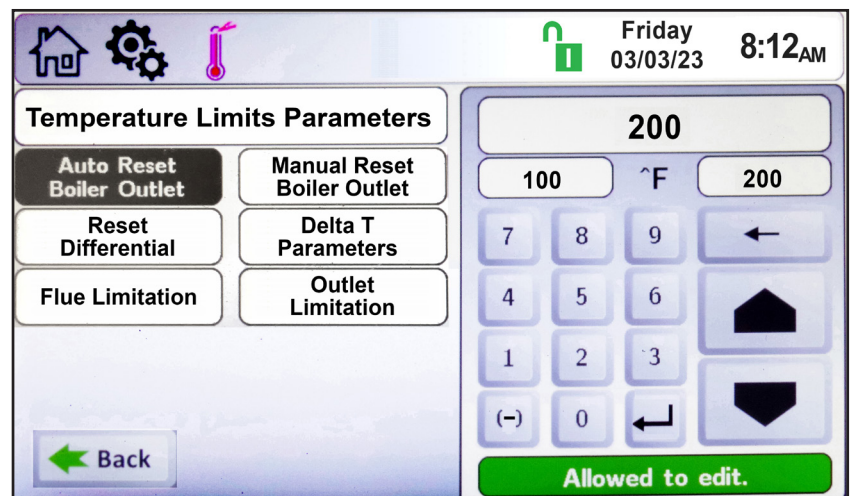 Friday
03/03/23
8:12AM
Temperature Limits Parameters
Auto Reset
Boiler Outlet
Manual Reset
Boiler Outlet
Reset
Differential
Delta T
Parameters
Flue Limitation
Outlet
Limitation
Back
200
100 ^F 200
7 8 9
4 5 6
1 2 3
(-) 0
Allowed to edit.